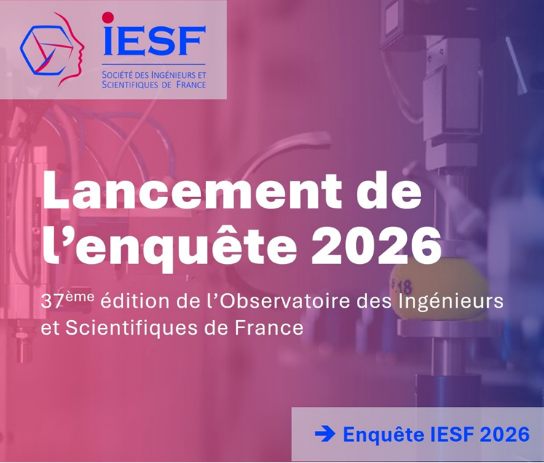 iESF
Société des Ingénieurs et
Scientifiques de France
Lancement de
l’enquête 2026
37ème édition de l’Observatoire des Ingénieurs
et Scientifiques de France
18
➔ Enquête IESF 2026